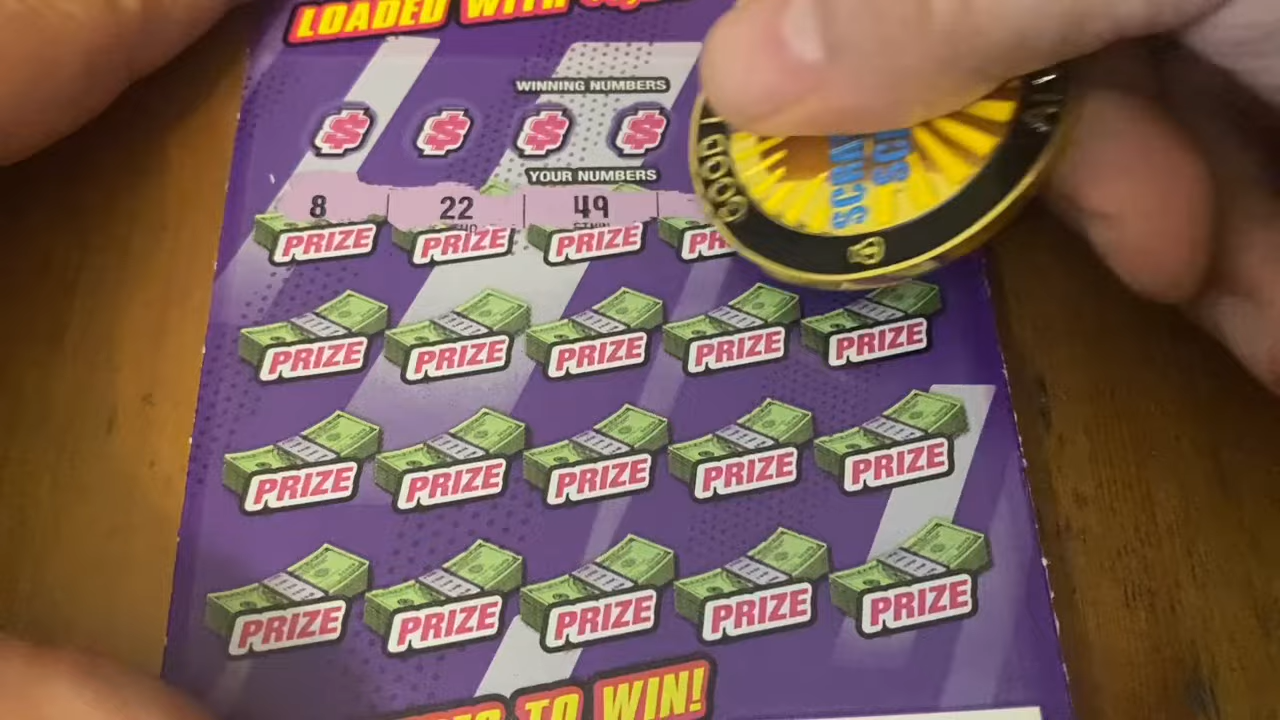 LOADED WITH
WINNING NUMBERS
$ $ $ $
YOUR NUMBERS
8 22 49
PRIZE PRIZE PRIZE
PRIZE PRIZE PRIZE PRIZE PRIZE
PRIZE PRIZE PRIZE PRIZE PRIZE
PRIZE PRIZE PRIZE PRIZE PRIZE
TO WIN!
GOOD